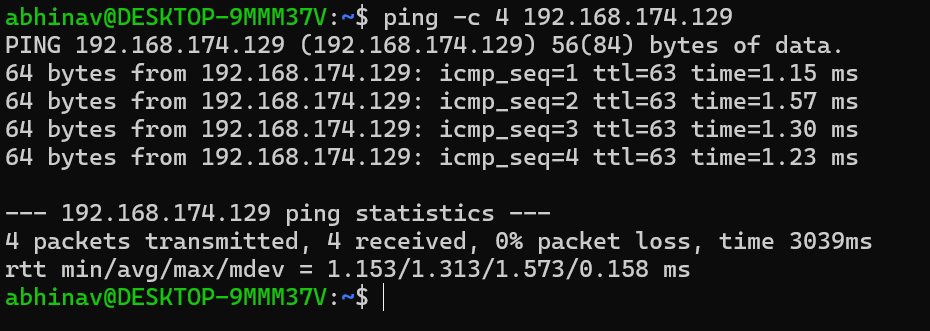 abhinav@DESKTOP-9MMM37V:~$ ping -c 4 192.168.174.129
PING 192.168.174.129 (192.168.174.129) 56(84) bytes of data.
64 bytes from 192.168.174.129: icmp_seq=1 ttl=63 time=1.15 ms
64 bytes from 192.168.174.129: icmp_seq=2 ttl=63 time=1.57 ms
64 bytes from 192.168.174.129: icmp_seq=3 ttl=63 time=1.30 ms
64 bytes from 192.168.174.129: icmp_seq=4 ttl=63 time=1.23 ms
--- 192.168.174.129 ping statistics ---
4 packets transmitted, 4 received, 0% packet loss, time 3039ms
rtt min/avg/max/mdev = 1.153/1.313/1.573/0.158 ms
abhinav@DESKTOP-9MMM37V:~$